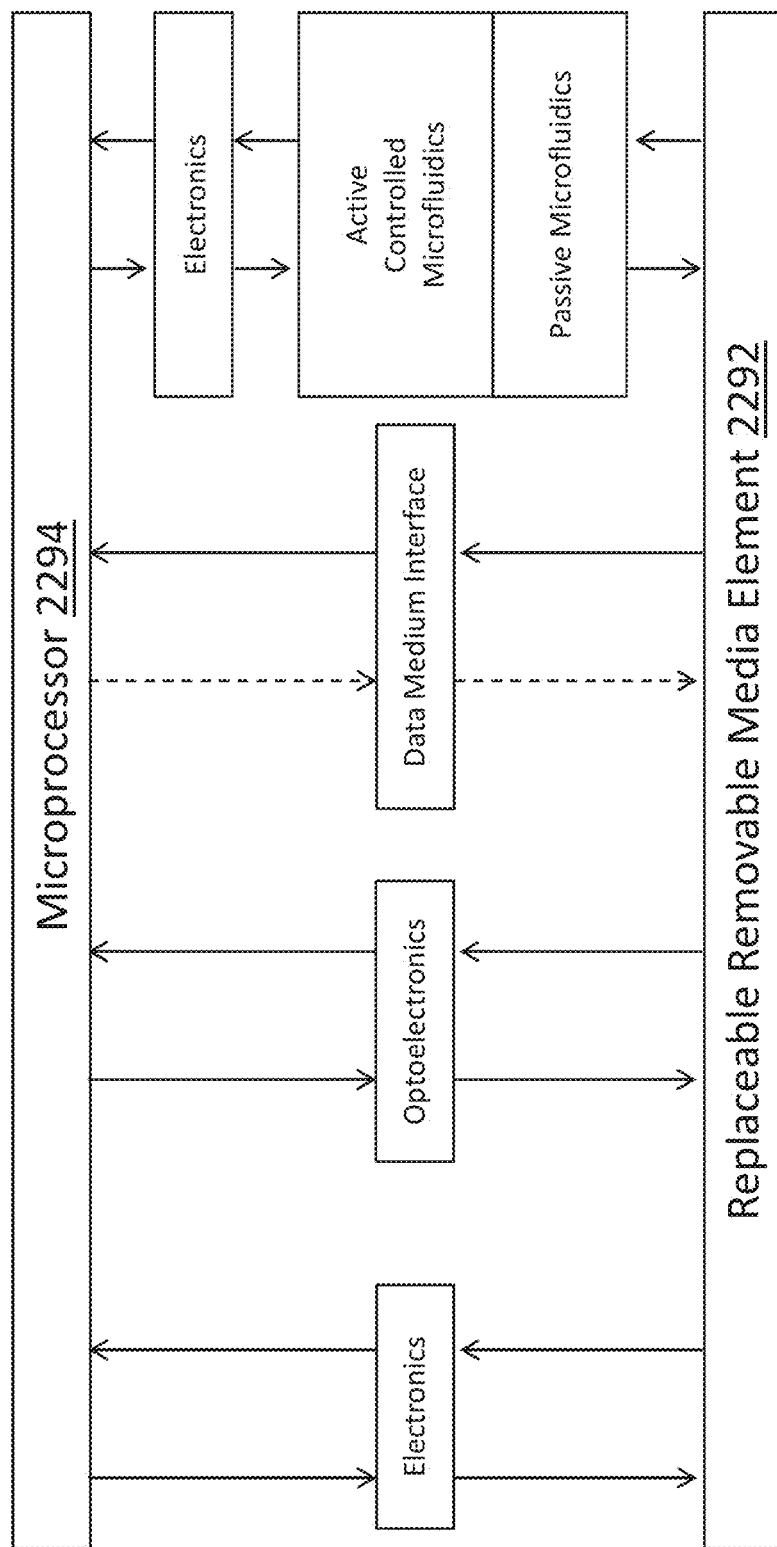 Microprocessor 2294
Electronics
Optoelectronics
Data Medium Interface
Electronics
Active
Controlled
Microfluidics
Passive Microfluidics
Replaceable Removable Media Element 2292